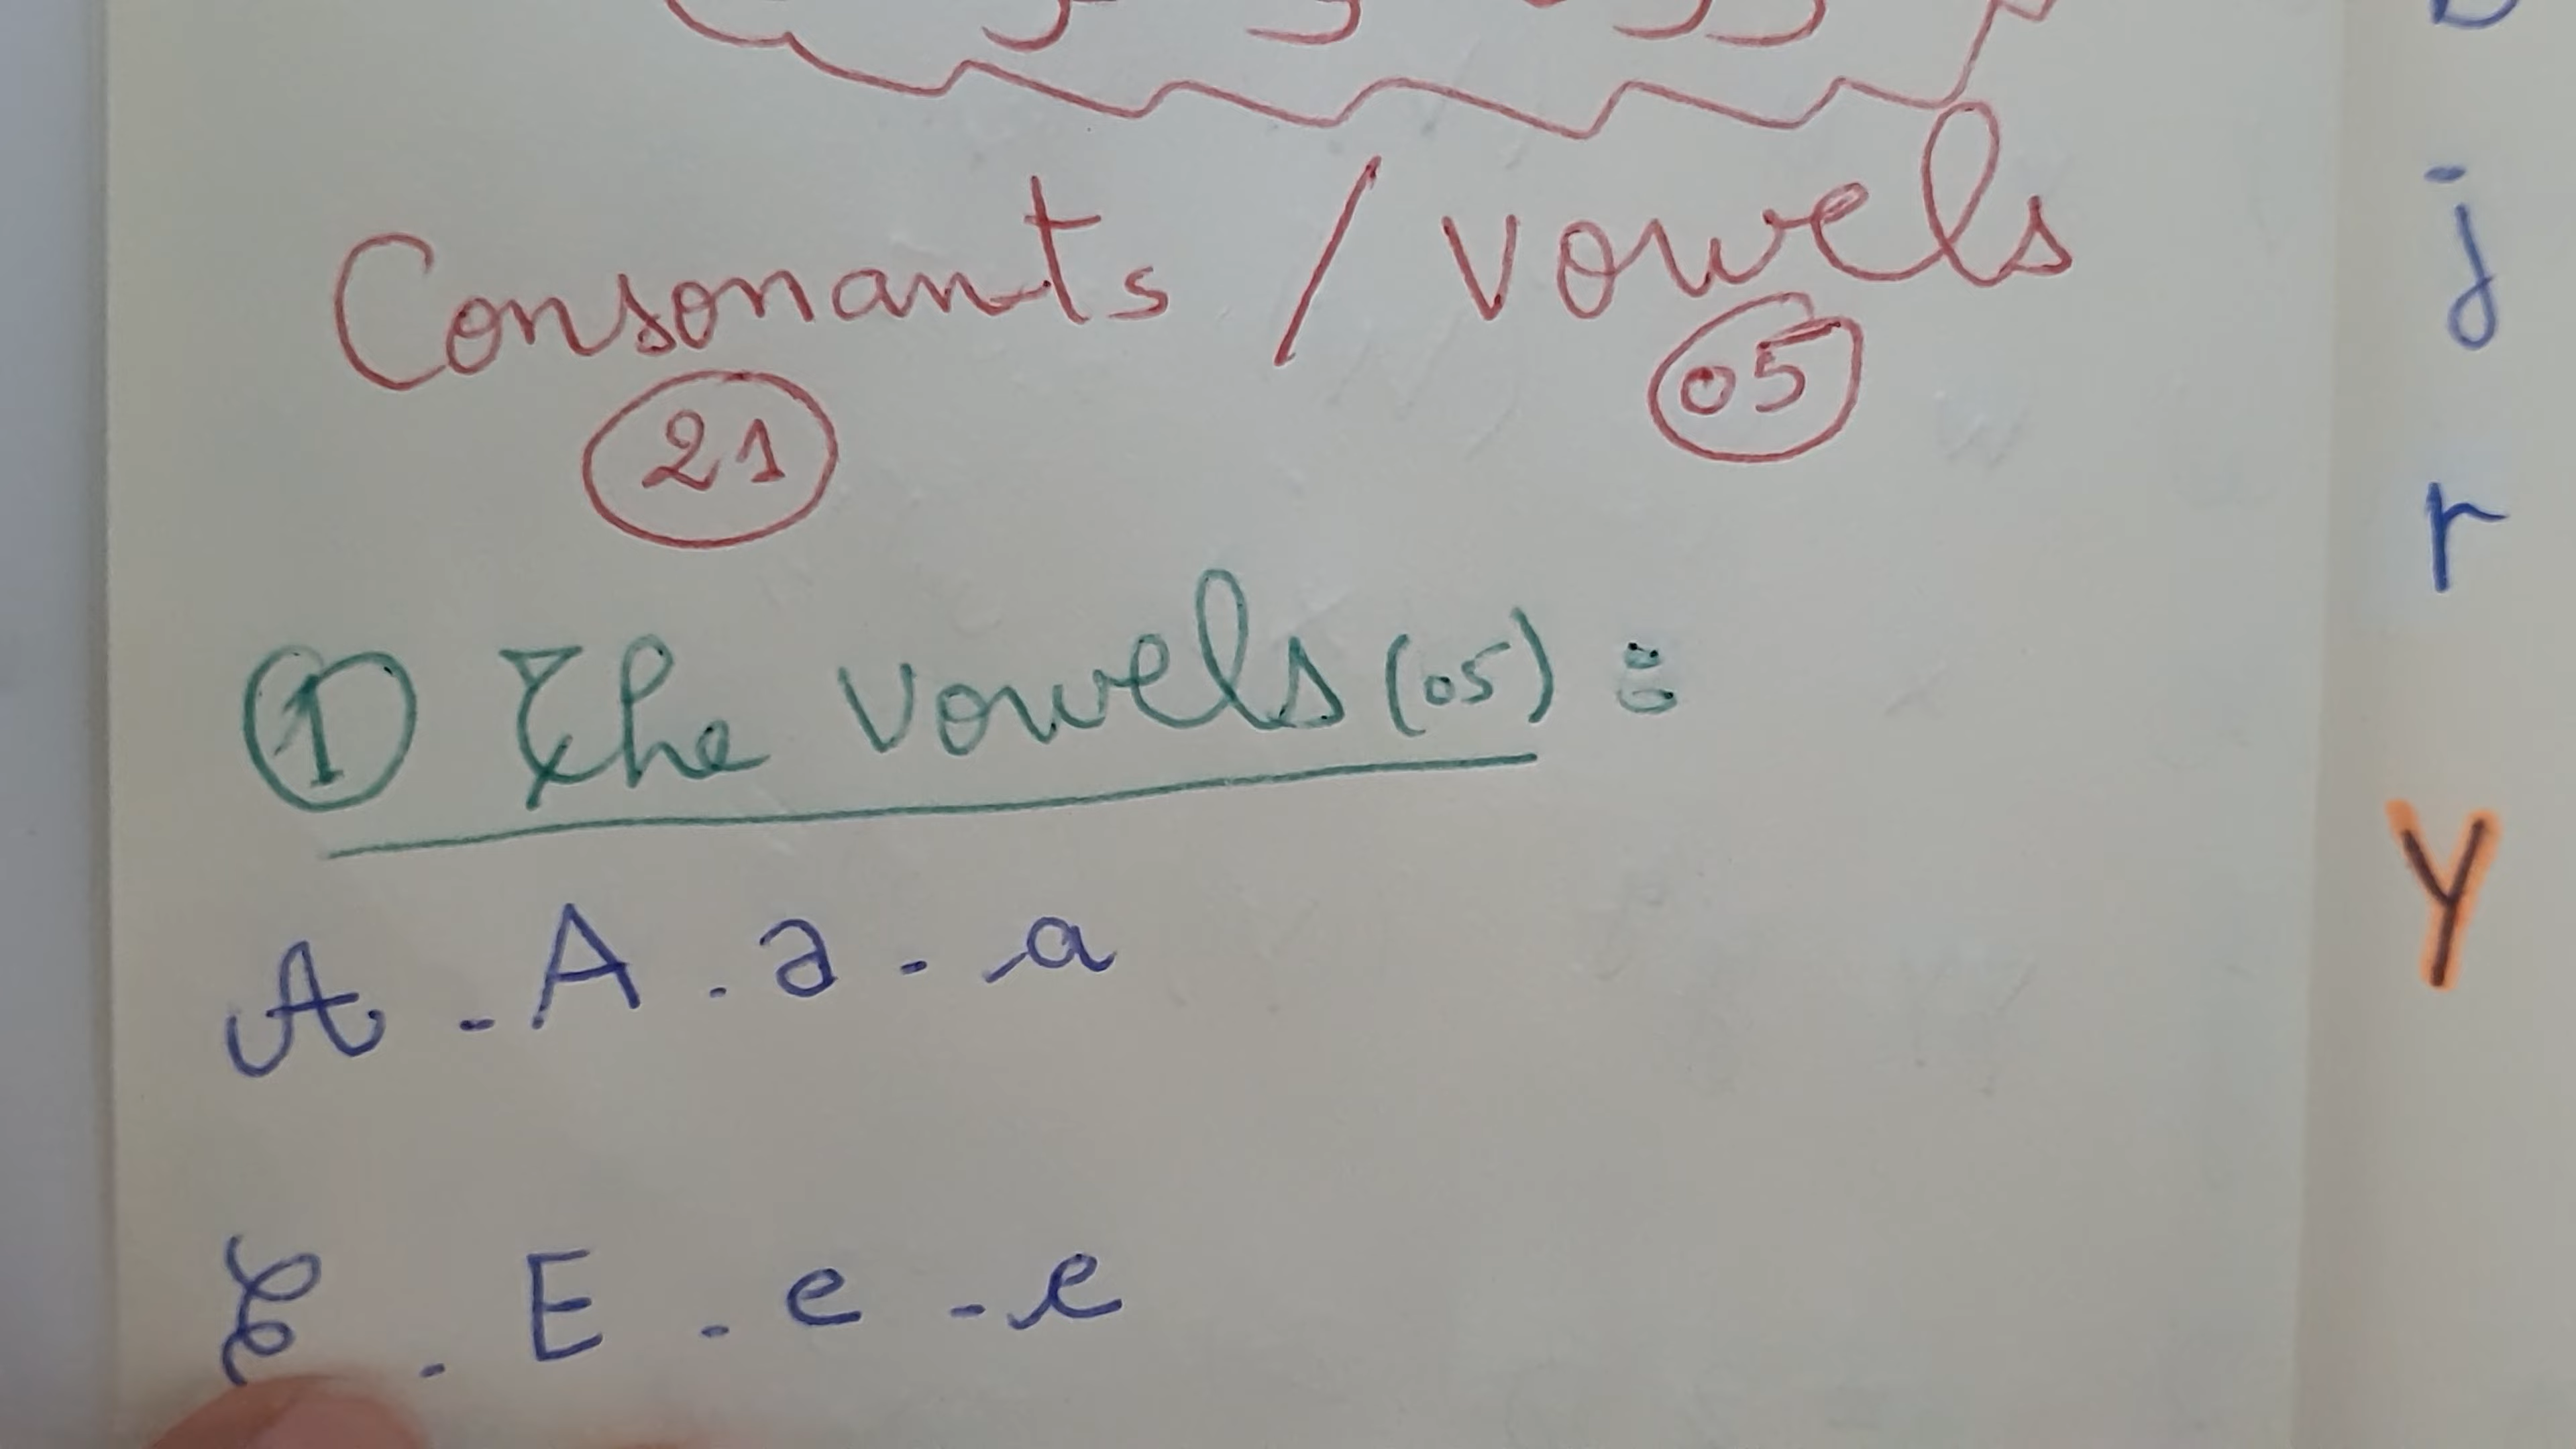 Consonants / vowels
21 05
① The vowels (05) :
A - A . a - a
E . E . e - e
j
r
y